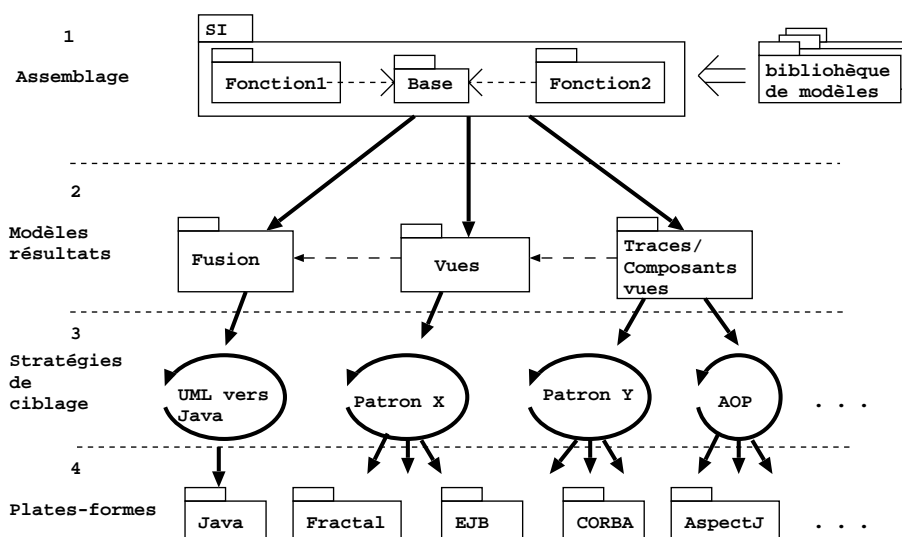 1
Assemblage
SI
Fonction1
Base
Fonction2
bibliohèque
de modèles
2
Modèles
résultats
Fusion
Vues
Traces/
Composants
vues
3
Stratégies
de
ciblage
UML vers
Java
Patron X
Patron Y
AOP
. . .
4
Plates-formes
Java
Fractal
EJB
CORBA
AspectJ
. . .